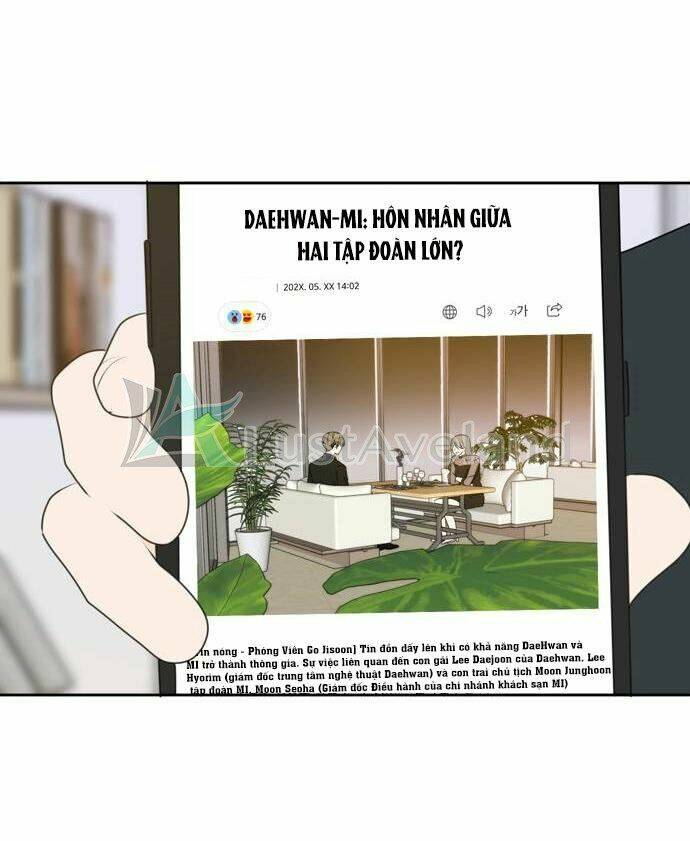 DAEHWAN-MI: HÔN NHÂN GIỮA
HAI TẬP ĐOÀN LỚN?
202X. 05. XX 14:02
76
가가
LustAveland
Tin nóng - Phóng Viên Go Jisoon] Tin đồn dấy lên khi có khả năng DaeHwan và
MI trở thành thông gia. Sự việc liên quan đến con gái Lee Daejoon của Daehwan, Lee
Hyorim (giám đốc trung tâm nghệ thuật Daehwan) và con trai chủ tịch Moon Junghoon
tập đoàn MI, Moon Seoha (Giám đốc Điều hành của chi nhánh khách sạn MI)